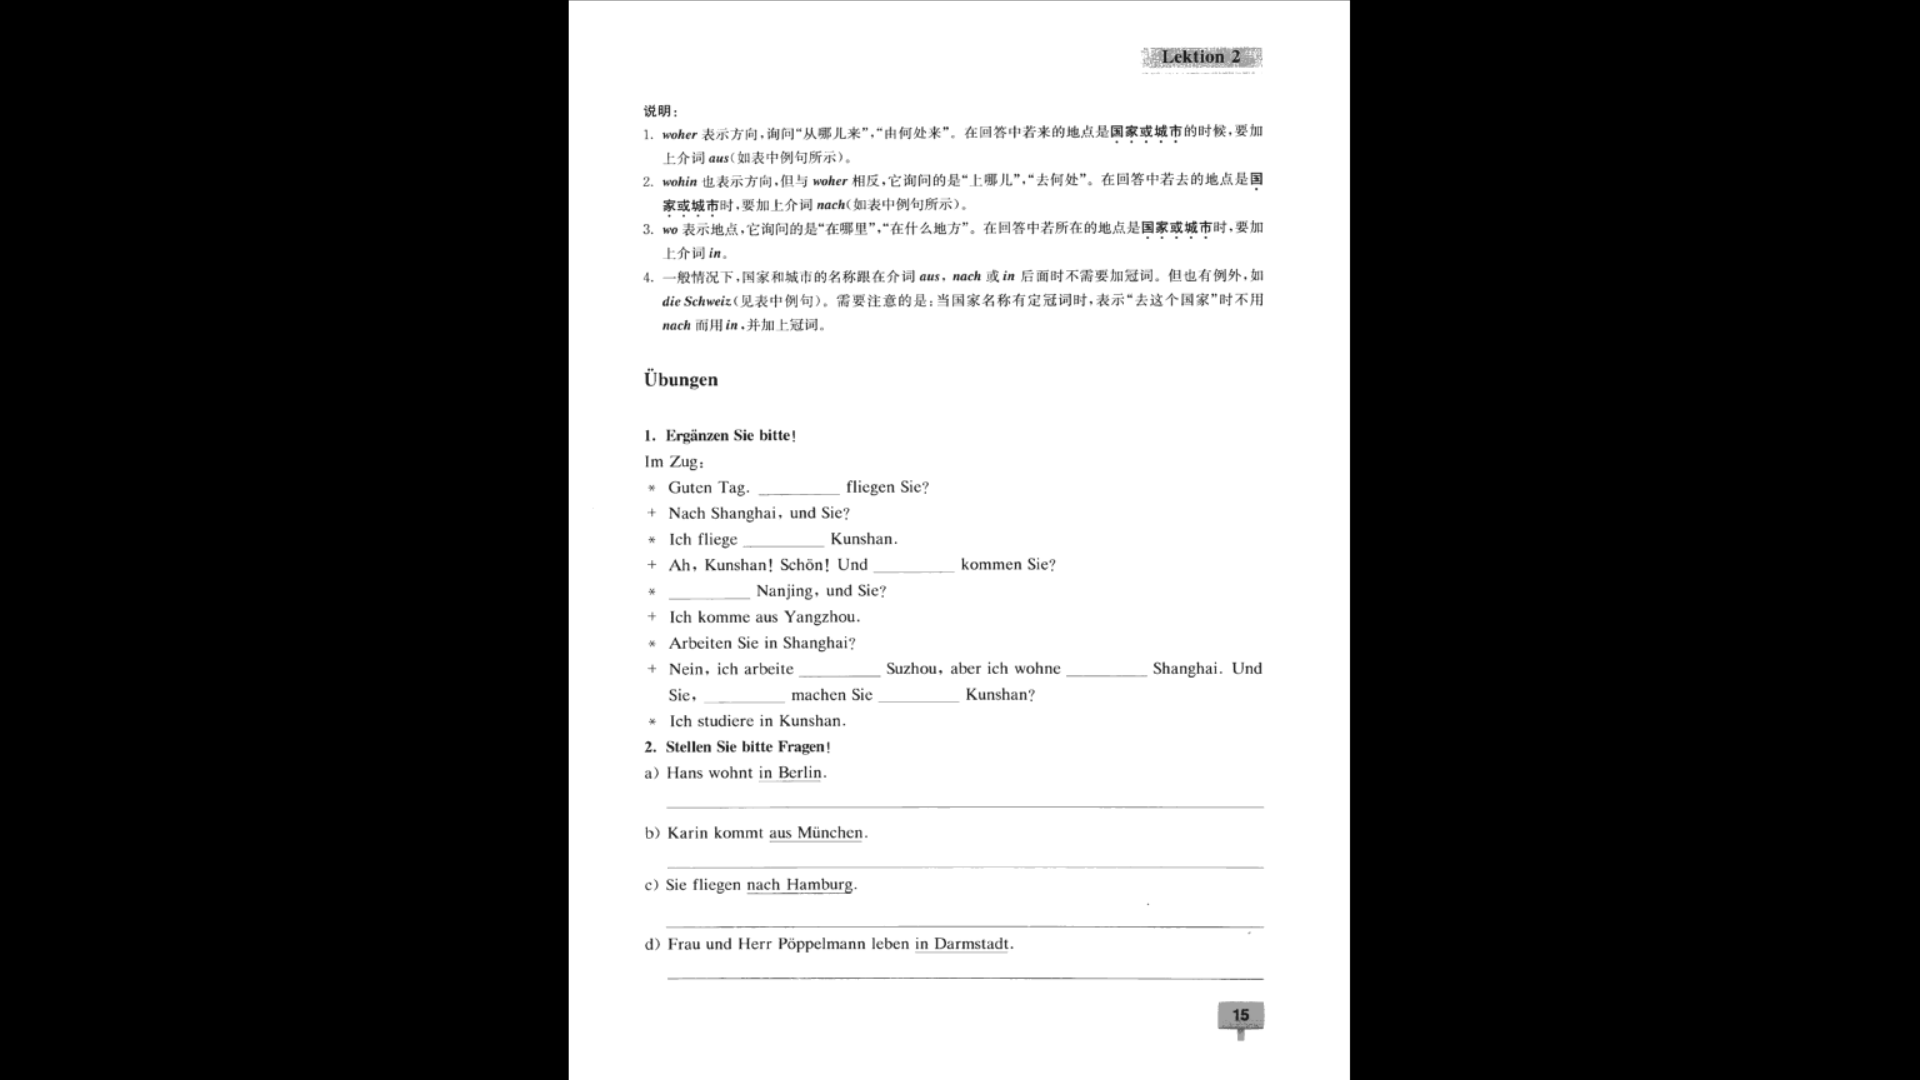 Lektion 2
说明：
1. woher 表示方向，询问“从哪儿来”，“由何处来”。在回答中若来的地点是国家或城市的时候，要加
上介词 aus（如表中例句所示）。
2. wohin 也表示方向，但与 woher 相反，它询问的是“上哪儿”，“去何处”。在回答中若去的地点是国
家或城市时，要加上介词 nach（如表中例句所示）。
3. wo 表示地点，它询问的是“在哪里”，“在什么地方”。在回答中若所在的地点是国家或城市时，要加
上介词 in。
4. 一般情况下，国家和城市的名称跟在介词 aus，nach 或 in 后面时不需要加冠词。但也有例外，如
die Schweiz（见表中例句）。需要注意的是：当国家名称有定冠词时，表示“去这个国家”时不用
nach 而用 in，并加上冠词。
Übungen
1. Ergänzen Sie bitte!
Im Zug:
* Guten Tag. ________ fliegen Sie?
+ Nach Shanghai, und Sie?
* Ich fliege ________ Kunshan.
+ Ah, Kunshan! Schön! Und ________ kommen Sie?
* ________ Nanjing, und Sie?
+ Ich komme aus Yangzhou.
* Arbeiten Sie in Shanghai?
+ Nein, ich arbeite ________ Suzhou, aber ich wohne ________ Shanghai. Und
Sie, ________ machen Sie ________ Kunshan?
* Ich studiere in Kunshan.
2. Stellen Sie bitte Fragen!
a) Hans wohnt in Berlin.
b) Karin kommt aus München.
c) Sie fliegen nach Hamburg.
d) Frau und Herr Pöppelmann leben in Darmstadt.
15